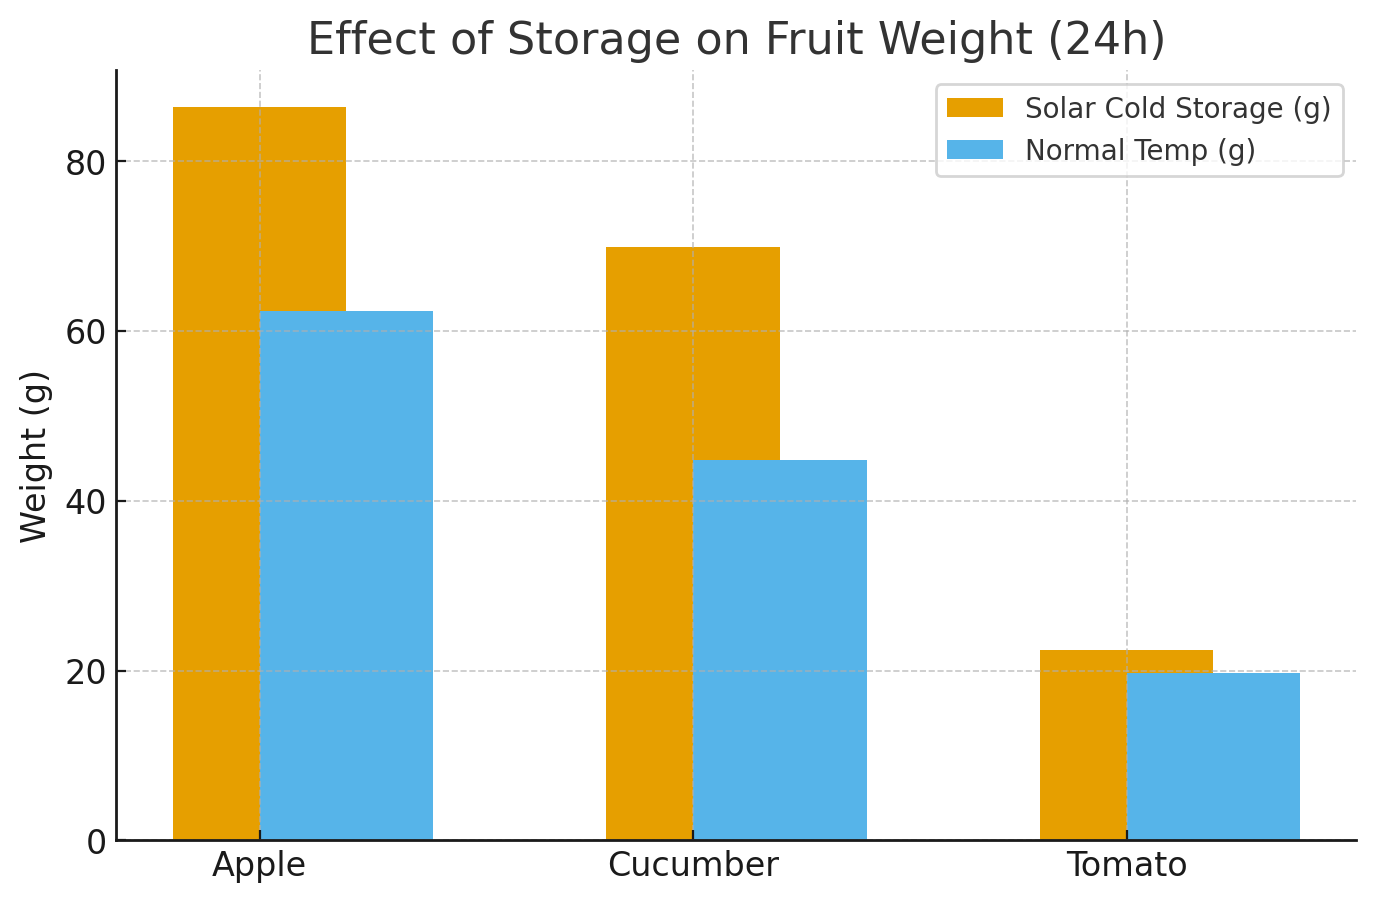 Effect of Storage on Fruit Weight (24h)
Solar Cold Storage (g)
Normal Temp (g)
Weight (g)
80
60
40
20
0
Apple
Cucumber
Tomato